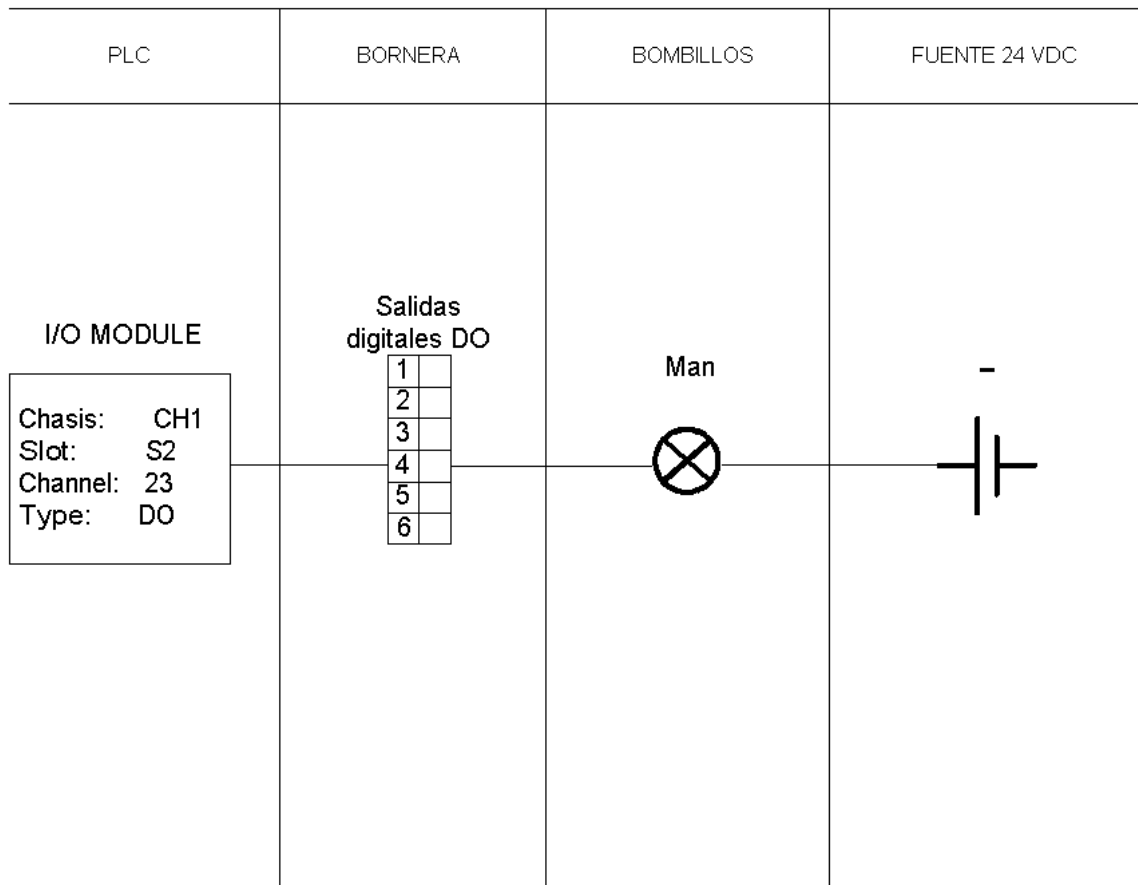 PLC
BORNERA
BOMBILLOS
FUENTE 24 VDC
I/O MODULE
Chasis: CH1
Slot: S2
Channel: 23
Type: DO
Salidas
digitales DO
1
2
3
4
5
6
Man
-